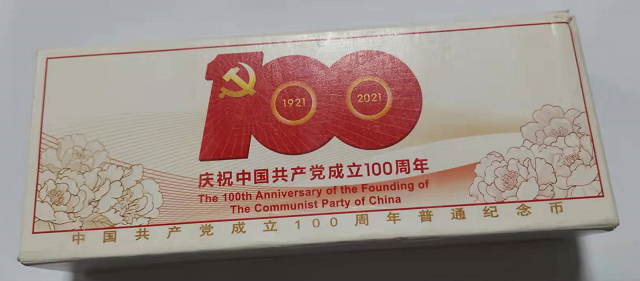 100
1921
2021
庆祝中国共产党成立100周年
The 100th Anniversary of the Founding of
The Communist Party of China
中国共产党成立100周年普通纪念币